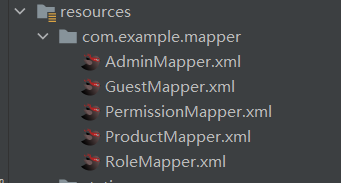 resources
com.example.mapper
AdminMapper.xml
GuestMapper.xml
PermissionMapper.xml
ProductMapper.xml
RoleMapper.xml